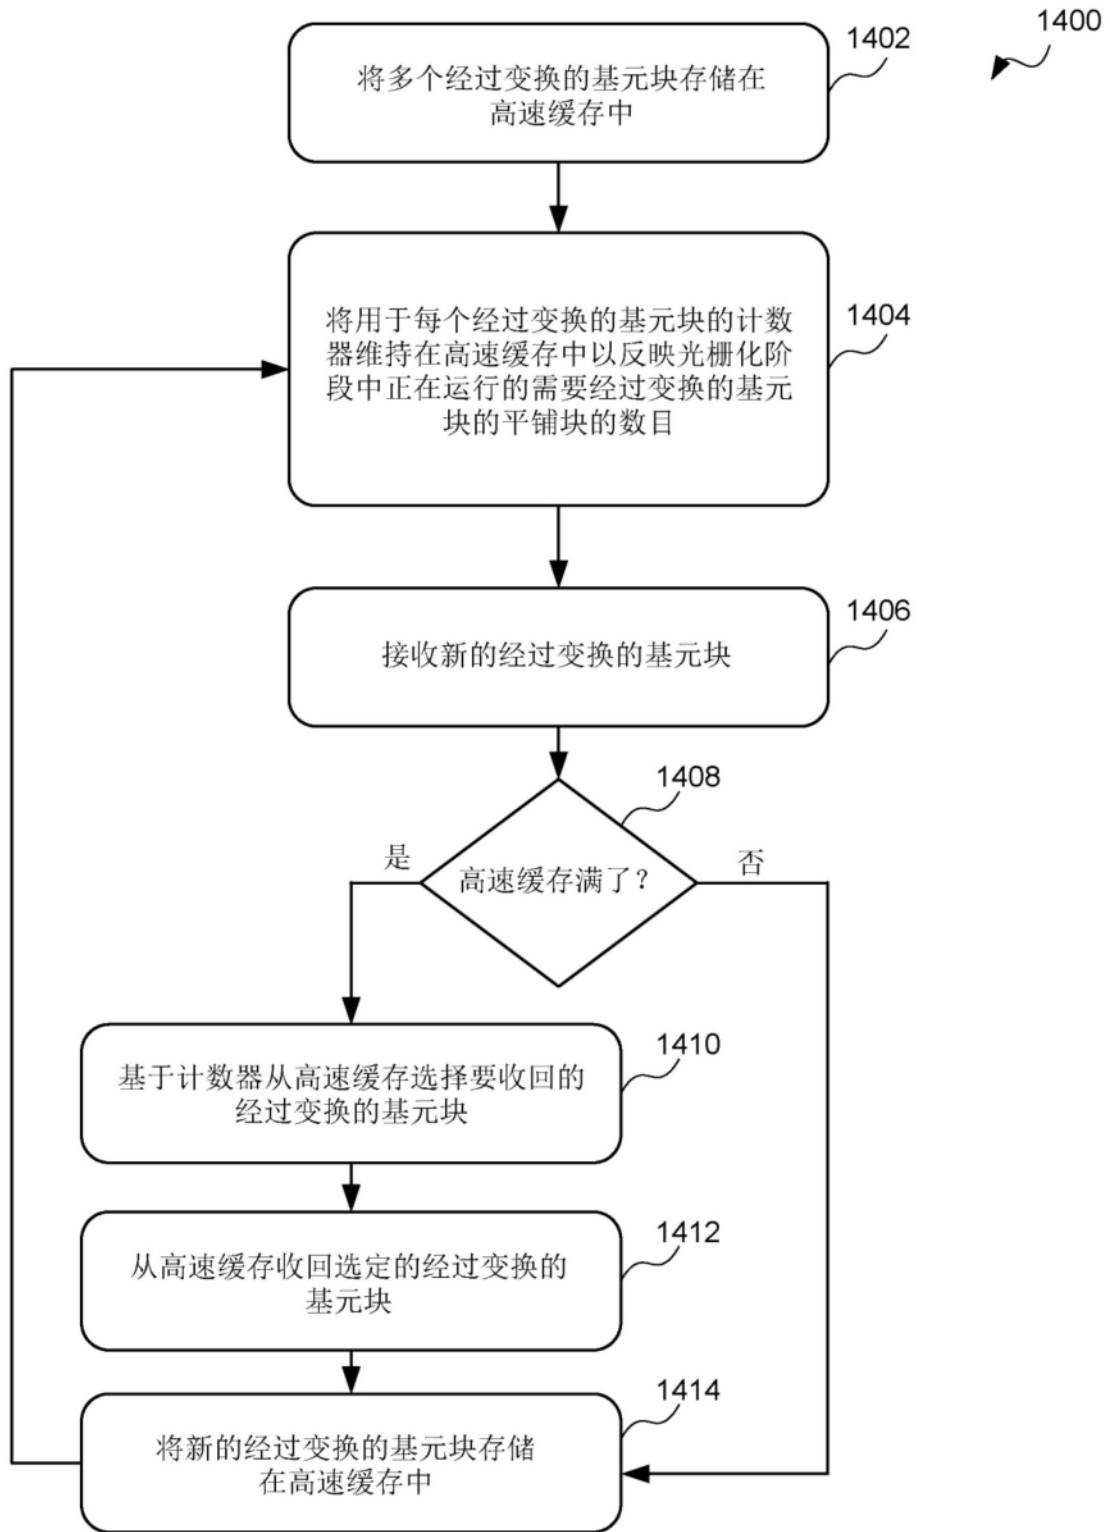 1400
1402
将多个经过变换的基元块存储在
高速缓存中
1404
将用于每个经过变换的基元块的计数
器维持在高速缓存中以反映光栅化阶
段中正在运行的需要经过变换的基元
块的平铺块的数目
1406
接收新的经过变换的基元块
1408
高速缓存满了？
是
否
1410
基于计数器从高速缓存选择要收回的
经过变换的基元块
1412
从高速缓存收回选定的经过变换的
基元块
1414
将新的经过变换的基元块存储
在高速缓存中